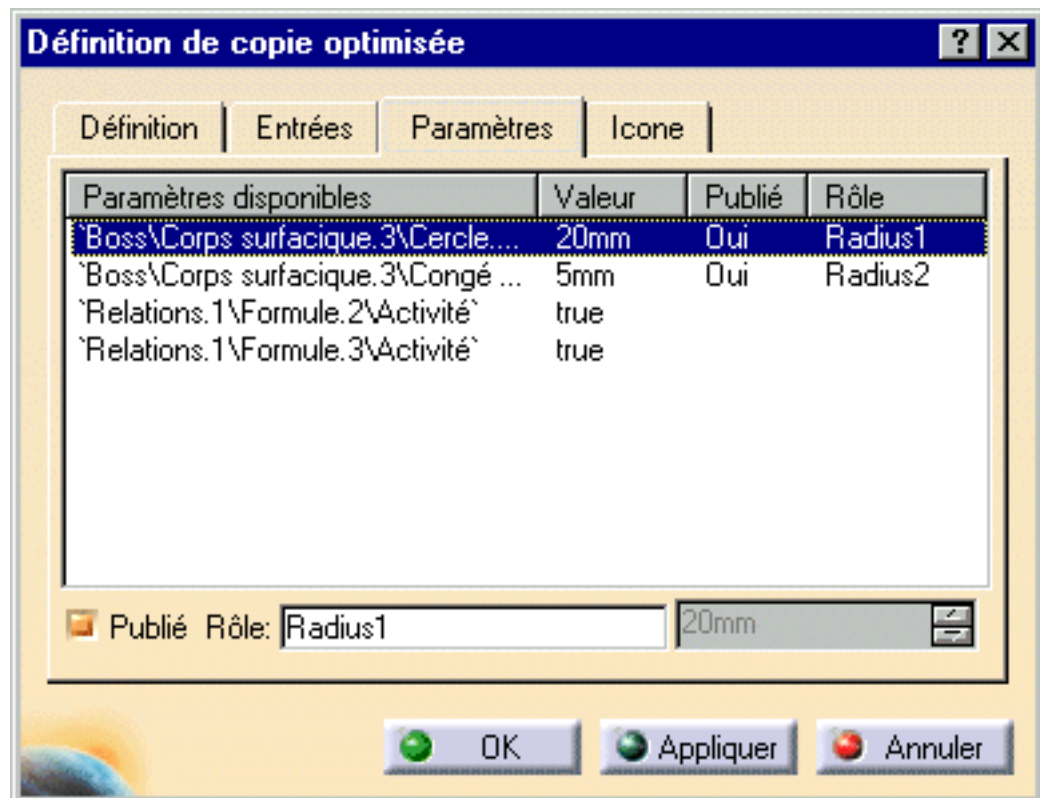 Définition de copie optimisée
Définition Entrées Paramètres Icone
Paramètres disponibles Valeur Publié Rôle
`Boss\Corps surfacique.3\Cercle.... 20mm Oui Radius1
`Boss\Corps surfacique.3\Congé ... 5mm Oui Radius2
`Relations.1\Formule.2\Activité` true
`Relations.1\Formule.3\Activité` true
Publié Rôle: Radius1 20mm
OK Appliquer Annuler